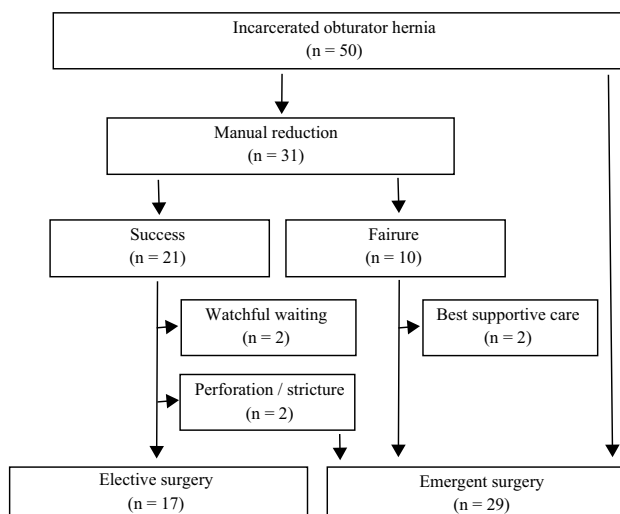 Incarcerated obturator hernia
(n = 50)
Manual reduction
(n = 31)
Success
(n = 21)
Fairure
(n = 10)
Watchful waiting
(n = 2)
Best supportive care
(n = 2)
Perforation / stricture
(n = 2)
Elective surgery
(n = 17)
Emergent surgery
(n = 29)